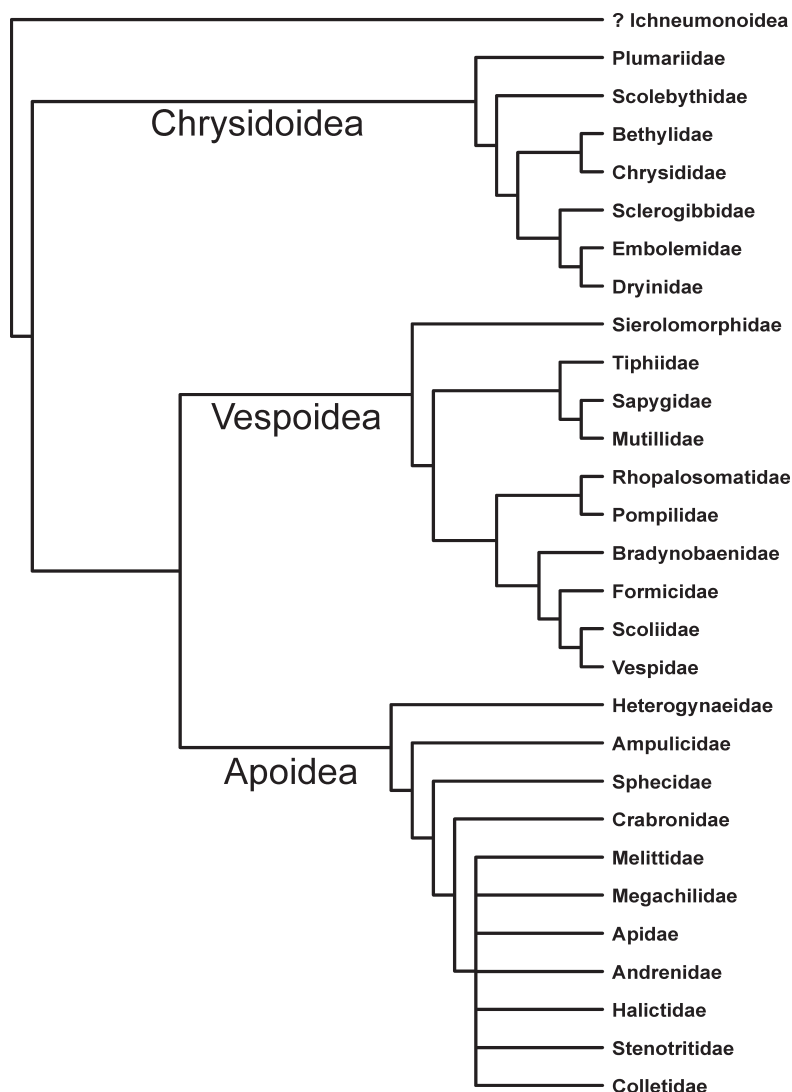 ? Ichneumonoidea
Plumariidae
Scolebythidae
Chrysidoidea
Bethylidae
Chrysididae
Sclerogibbidae
Embolemidae
Dryinidae
Sierolomorphidae
Tiphiidae
Sapygidae
Vespoidea
Mutillidae
Rhopalosomatidae
Pompilidae
Bradynobaenidae
Formicidae
Scoliidae
Vespidae
Heterogynaeidae
Ampulicidae
Apoidea
Sphecidae
Crabronidae
Melittidae
Megachilidae
Apidae
Andrenidae
Halictidae
Stenotritidae
Colletidae